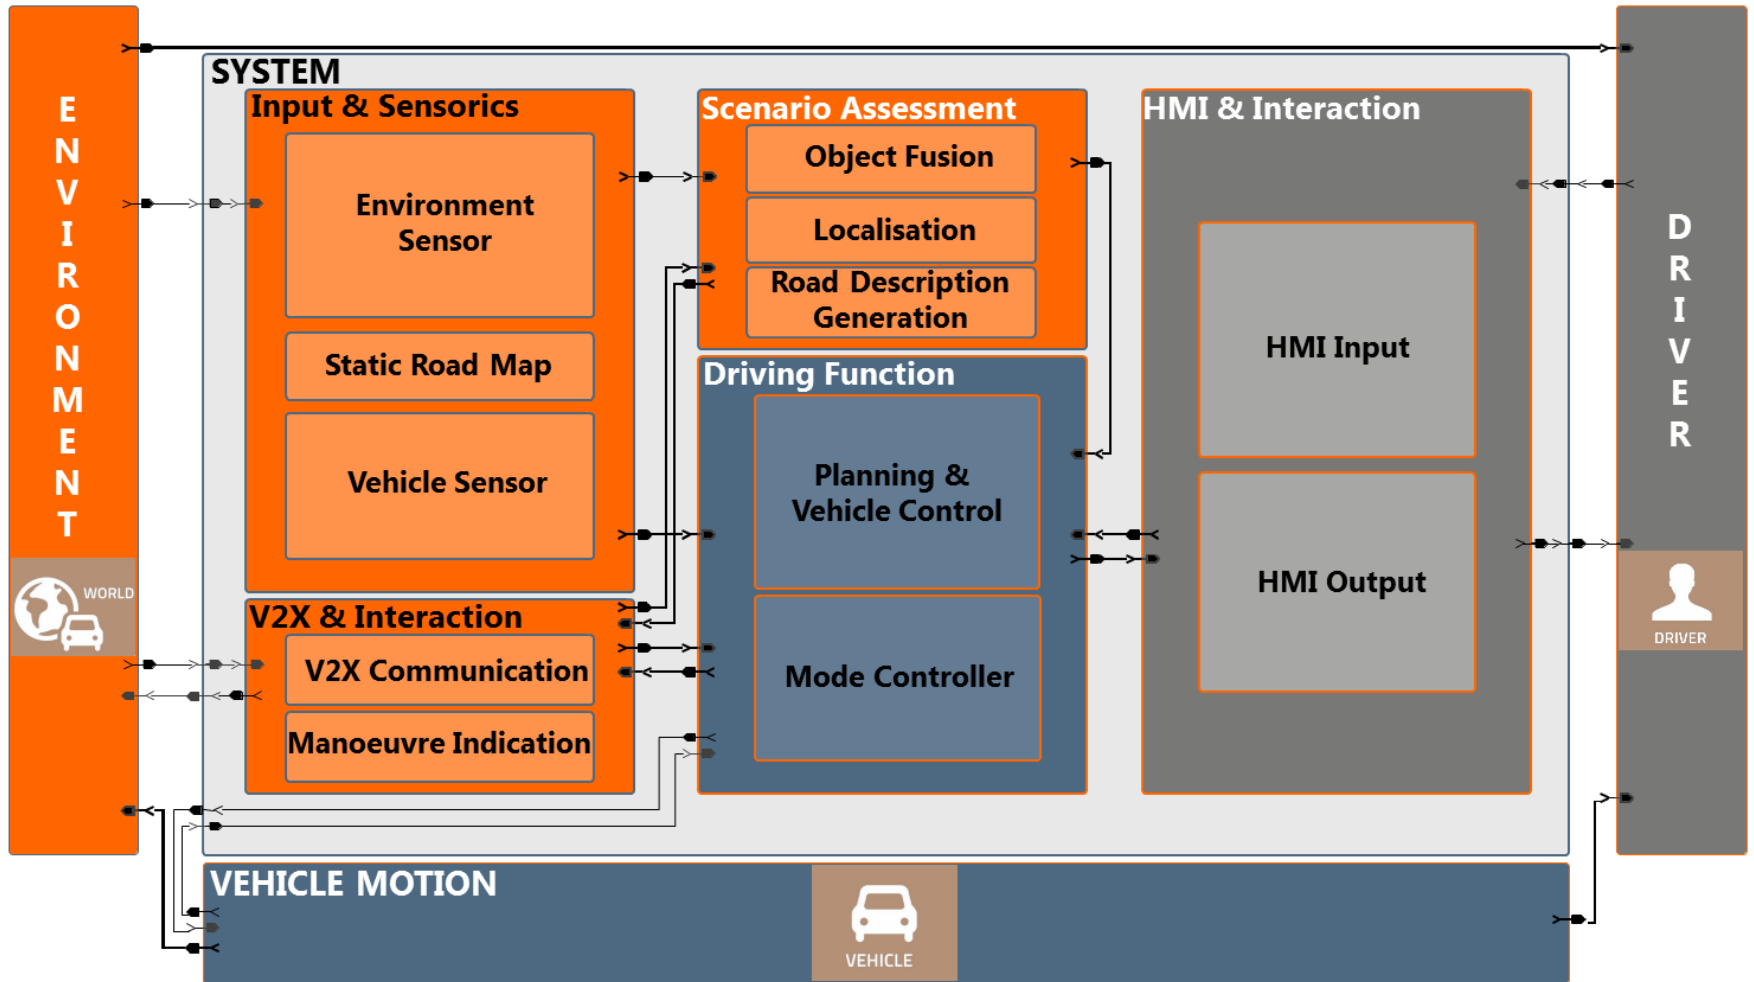 ENVIRONMENT
WORLD
SYSTEM
Input & Sensorics
Environment
Sensor
Static Road Map
Vehicle Sensor
V2X & Interaction
V2X Communication
Manoeuvre Indication
Scenario Assessment
Object Fusion
Localisation
Road Description
Generation
Driving Function
Planning &
Vehicle Control
Mode Controller
HMI & Interaction
HMI Input
HMI Output
DRIVER
DRIVER
VEHICLE MOTION
VEHICLE